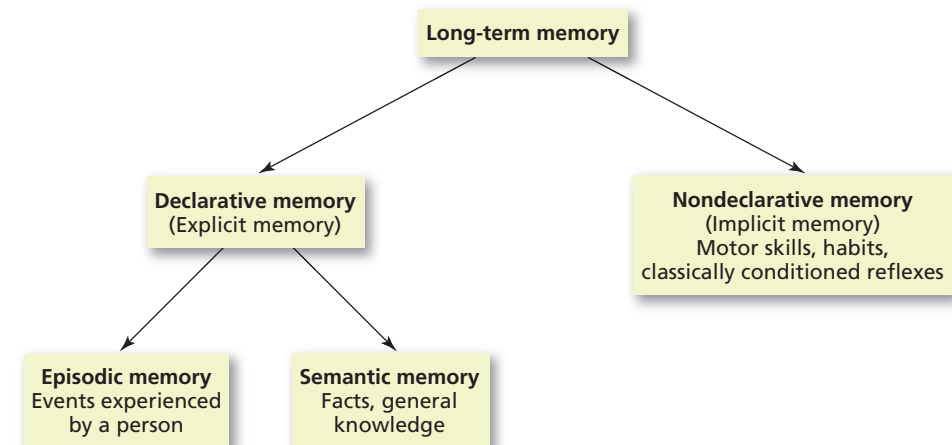 Long-term memory
Declarative memory
(Explicit memory)
Nondeclarative memory
(Implicit memory)
Motor skills, habits,
classically conditioned reflexes
Episodic memory
Events experienced
by a person
Semantic memory
Facts, general
knowledge